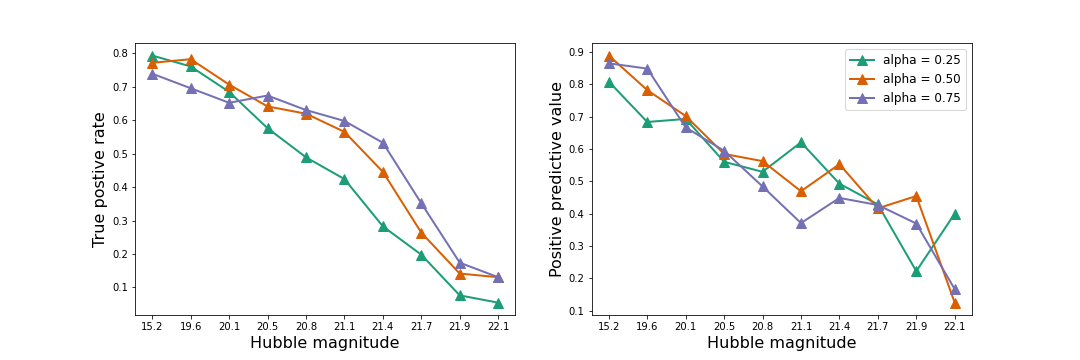 True postive rate
0.8
0.7
0.6
0.5
0.4
0.3
0.2
0.1
15.2 19.6 20.1 20.5 20.8 21.1 21.4 21.7 21.9 22.1
Hubble magnitude
Positive predictive value
0.9
0.8
0.7
0.6
0.5
0.4
0.3
0.2
0.1
alpha = 0.25
alpha = 0.50
alpha = 0.75
15.2 19.6 20.1 20.5 20.8 21.1 21.4 21.7 21.9 22.1
Hubble magnitude